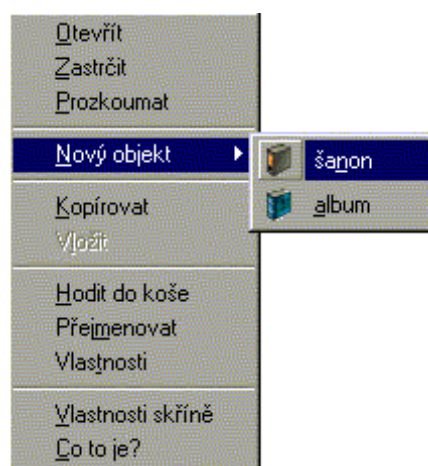 Otevřít
Zastrčit
Prozkoumat
Nový objekt
šanon
album
Kopírovat
Vložit
Hodit do koše
Přejmenovat
Vlastnosti
Vlastnosti skříně
Co to je?